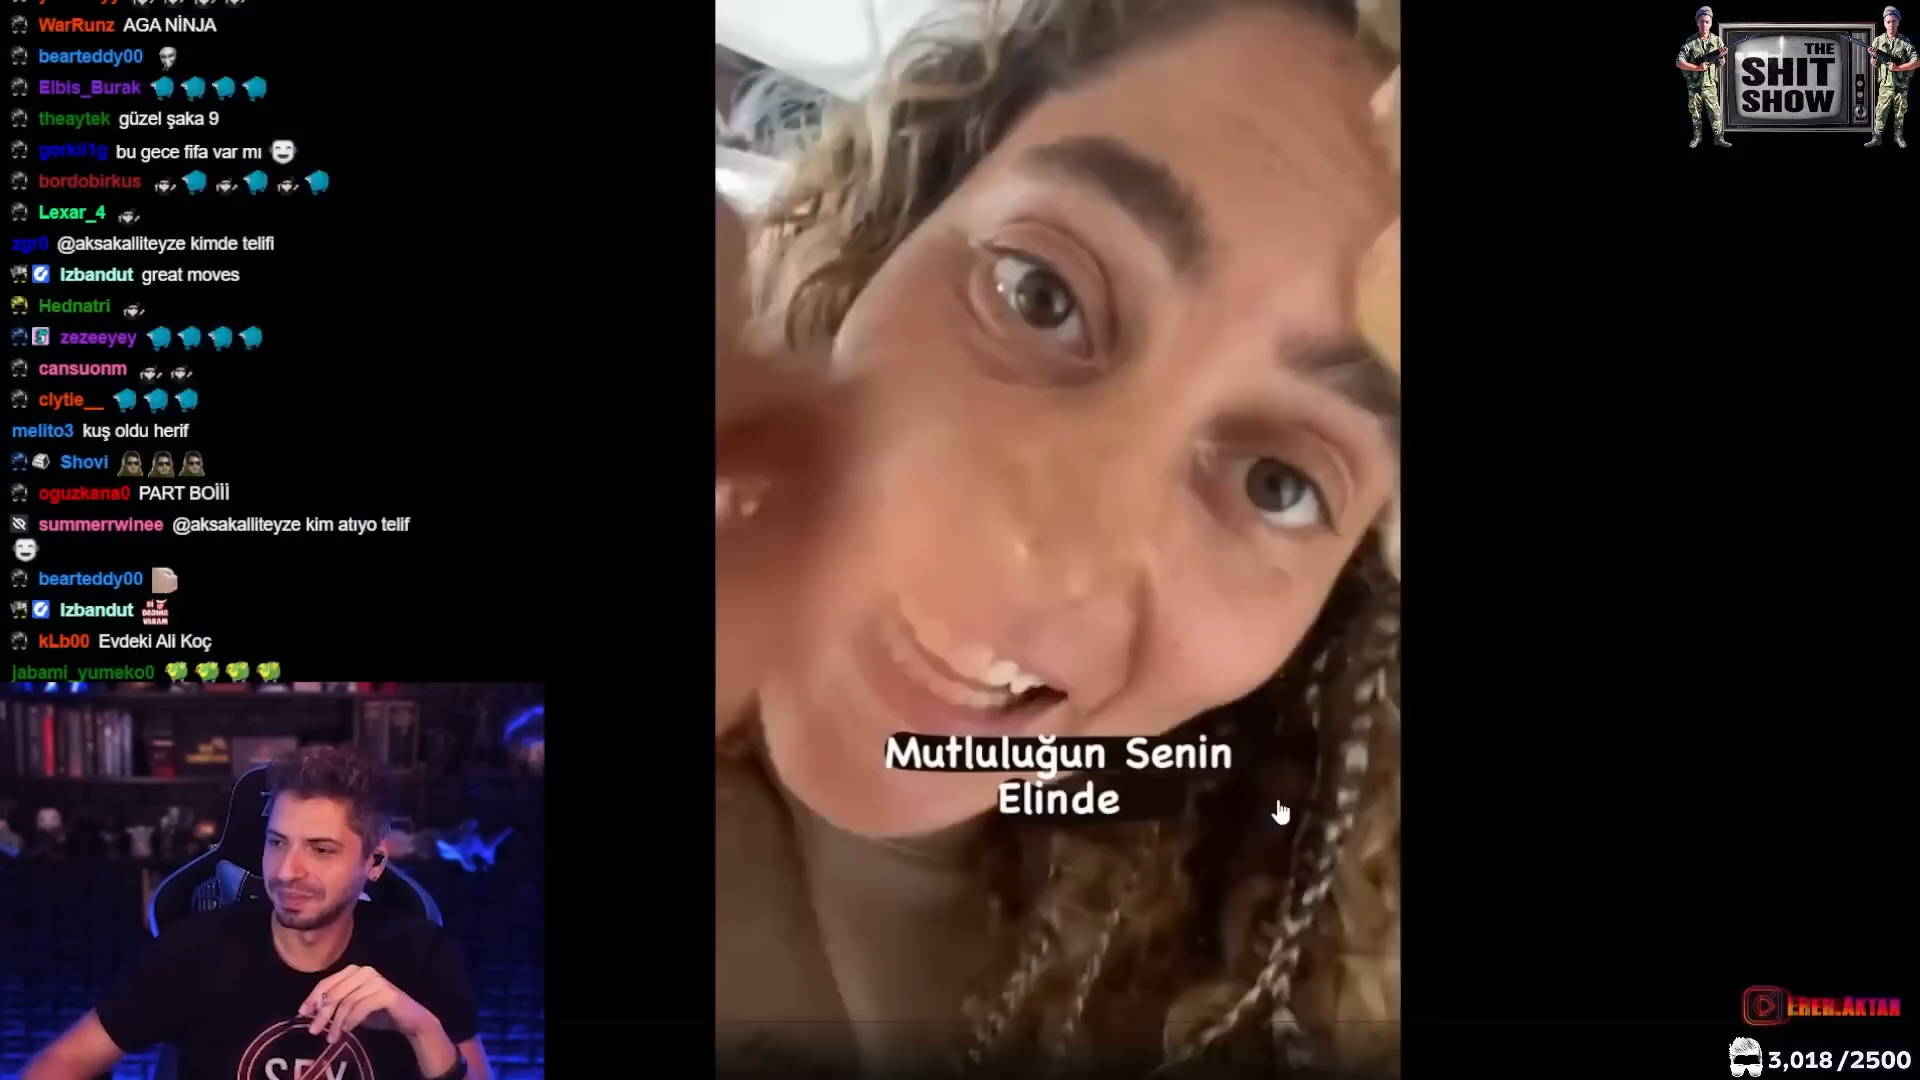 WarRunz AGA NİNJA
bearteddy00
Elbis_Burak
theaytek güzel şaka 9
gorkii1g bu gece fifa var mı
bordobirkus
Lexar_4
zgr0 @aksakalliteyze kimde telifi
Izbandut great moves
Hednatri
zezeeyey
cansuonm
clytie__
melito3 kuş oldu herif
Shovi
oguzkana0 PART BOİİİ
summerrwinee @aksakalliteyze kim atıyo telif
bearteddy00
Izbandut
kLb00 Evdeki Ali Koç
jabami_yumeko0
Mutluluğun Senin
Elinde
THE
SHIT
SHOW
EREN.AKTAN
3,018/2500